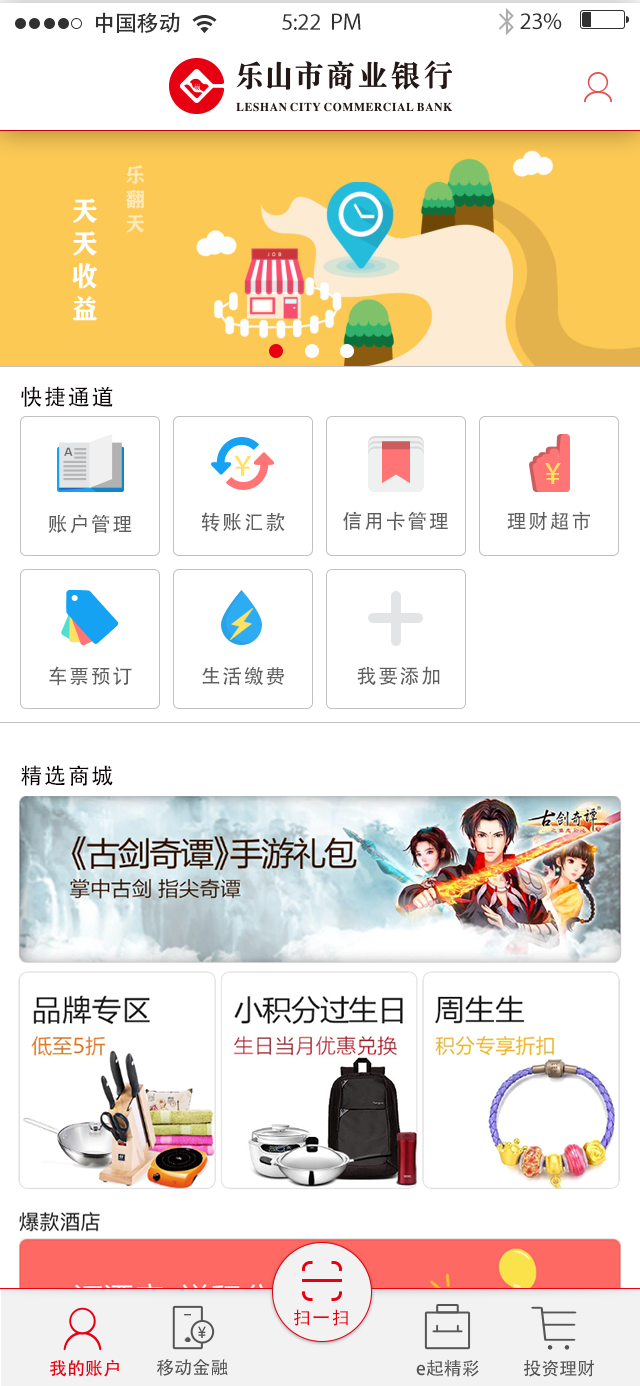 中国移动 5:22 PM 23%
乐山市商业银行
LESHAN CITY COMMERCIAL BANK
乐翻天
天天收益
JOB
快捷通道
账户管理 转账汇款 信用卡管理 理财超市
车票预订 生活缴费 我要添加
精选商城
古剑奇谭
《古剑奇谭》手游礼包
掌中古剑 指尖奇谭
品牌专区 小积分过生日 周生生
低至5折 生日当月优惠兑换 积分专享折扣
爆款酒店
扫一扫
我的账户 移动金融 e起精彩 投资理财